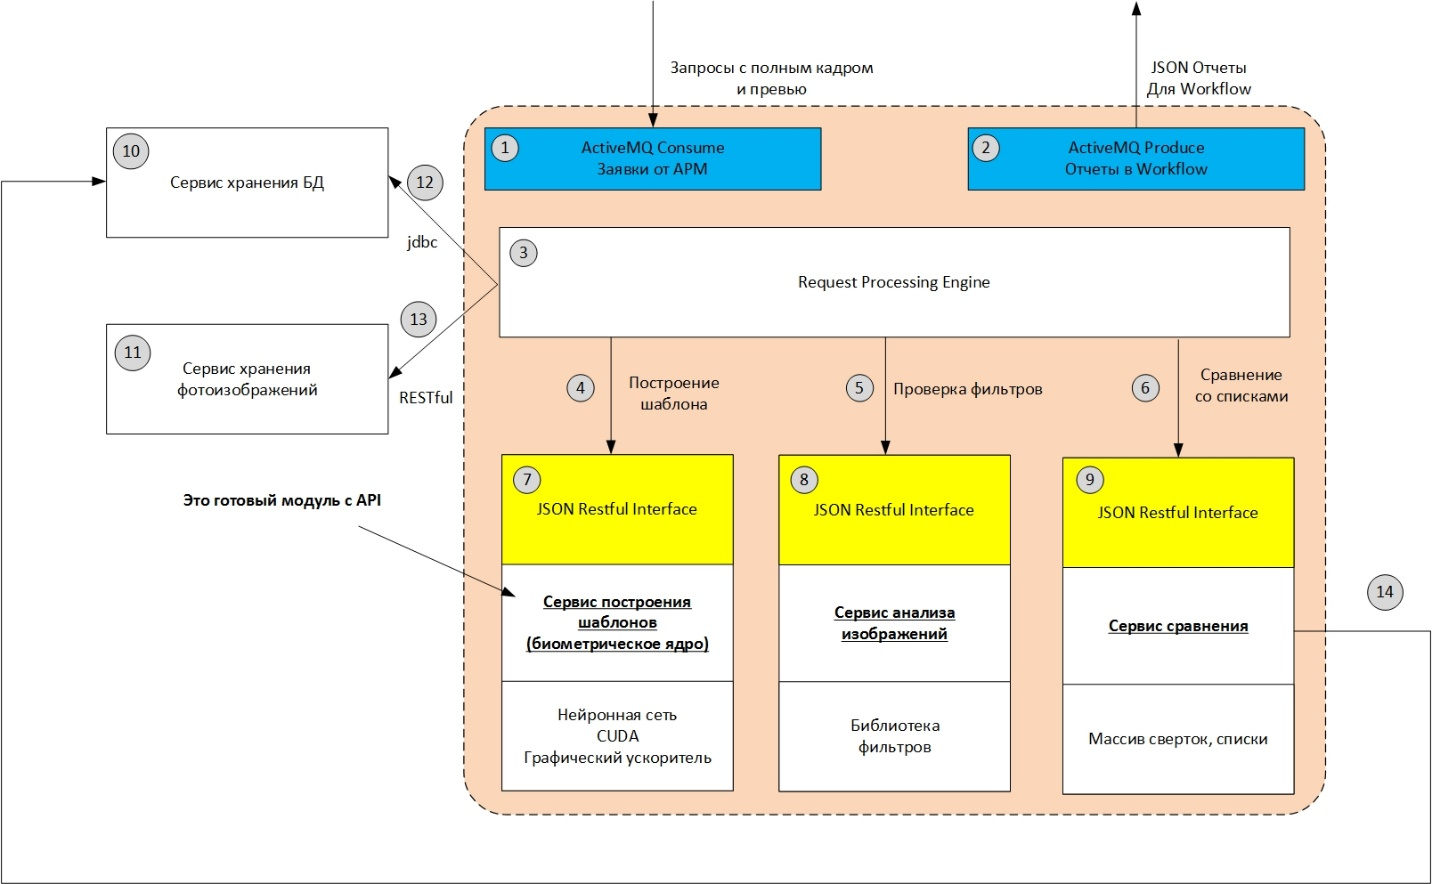 Запросы с полным кадром
и превью
JSON Отчеты
Для Workflow
1
ActiveMQ Consume
Заявки от АРМ
2
ActiveMQ Produce
Отчеты в Workflow
10
Сервис хранения БД
12
jdbc
3
Request Processing Engine
13
RESTful
11
Сервис хранения
фотоизображений
4
Построение
шаблона
5
Проверка фильтров
6
Сравнение
со списками
Это готовый модуль с API
7
JSON Restful Interface
Сервис построения
шаблонов
(биометрическое ядро)
Нейронная сеть
CUDA
Графический ускоритель
8
JSON Restful Interface
Сервис анализа
изображений
Библиотека
фильтров
9
JSON Restful Interface
Сервис сравнения
Массив сверток, списки
14